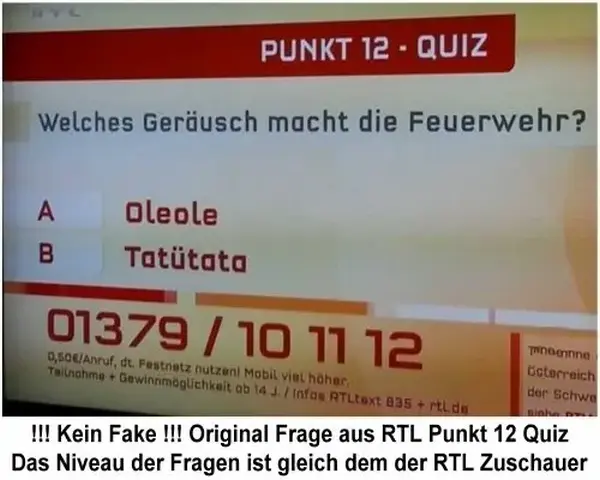 PUNKT 12 - QUIZ
Welches Geräusch macht die Feuerwehr?
A Oleole
B Tatütata
01379 / 10 11 12
0,50€/Anruf, dt. Festnetz nutzen! Mobil viel höher.
Teilnahme + Gewinnmöglichkeit ab 14 J. / Infos RTLtext 835 + rtl.de
Österreich
der Schwe
siehe RTL
!!! Kein Fake !!! Original Frage aus RTL Punkt 12 Quiz
Das Niveau der Fragen ist gleich dem der RTL Zuschauer